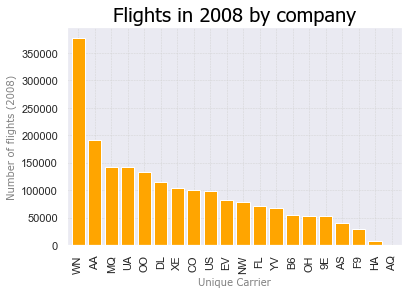 Flights in 2008 by company
Number of flights (2008)
350000
300000
250000
200000
150000
100000
50000
0
WN AA MQ UA OO DL XE CO US EV NW FL YV B6 OH 9E AS F9 HA AQ
Unique Carrier